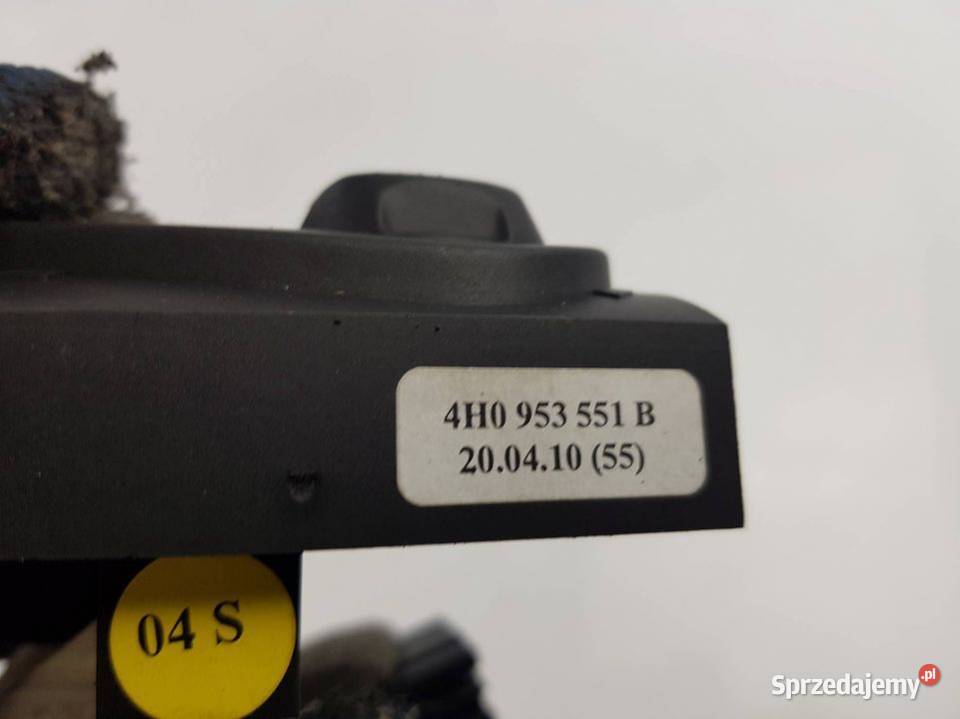 4H0 953 551 B
20.04.10 (55)
04 S
Sprzedajemy.pl